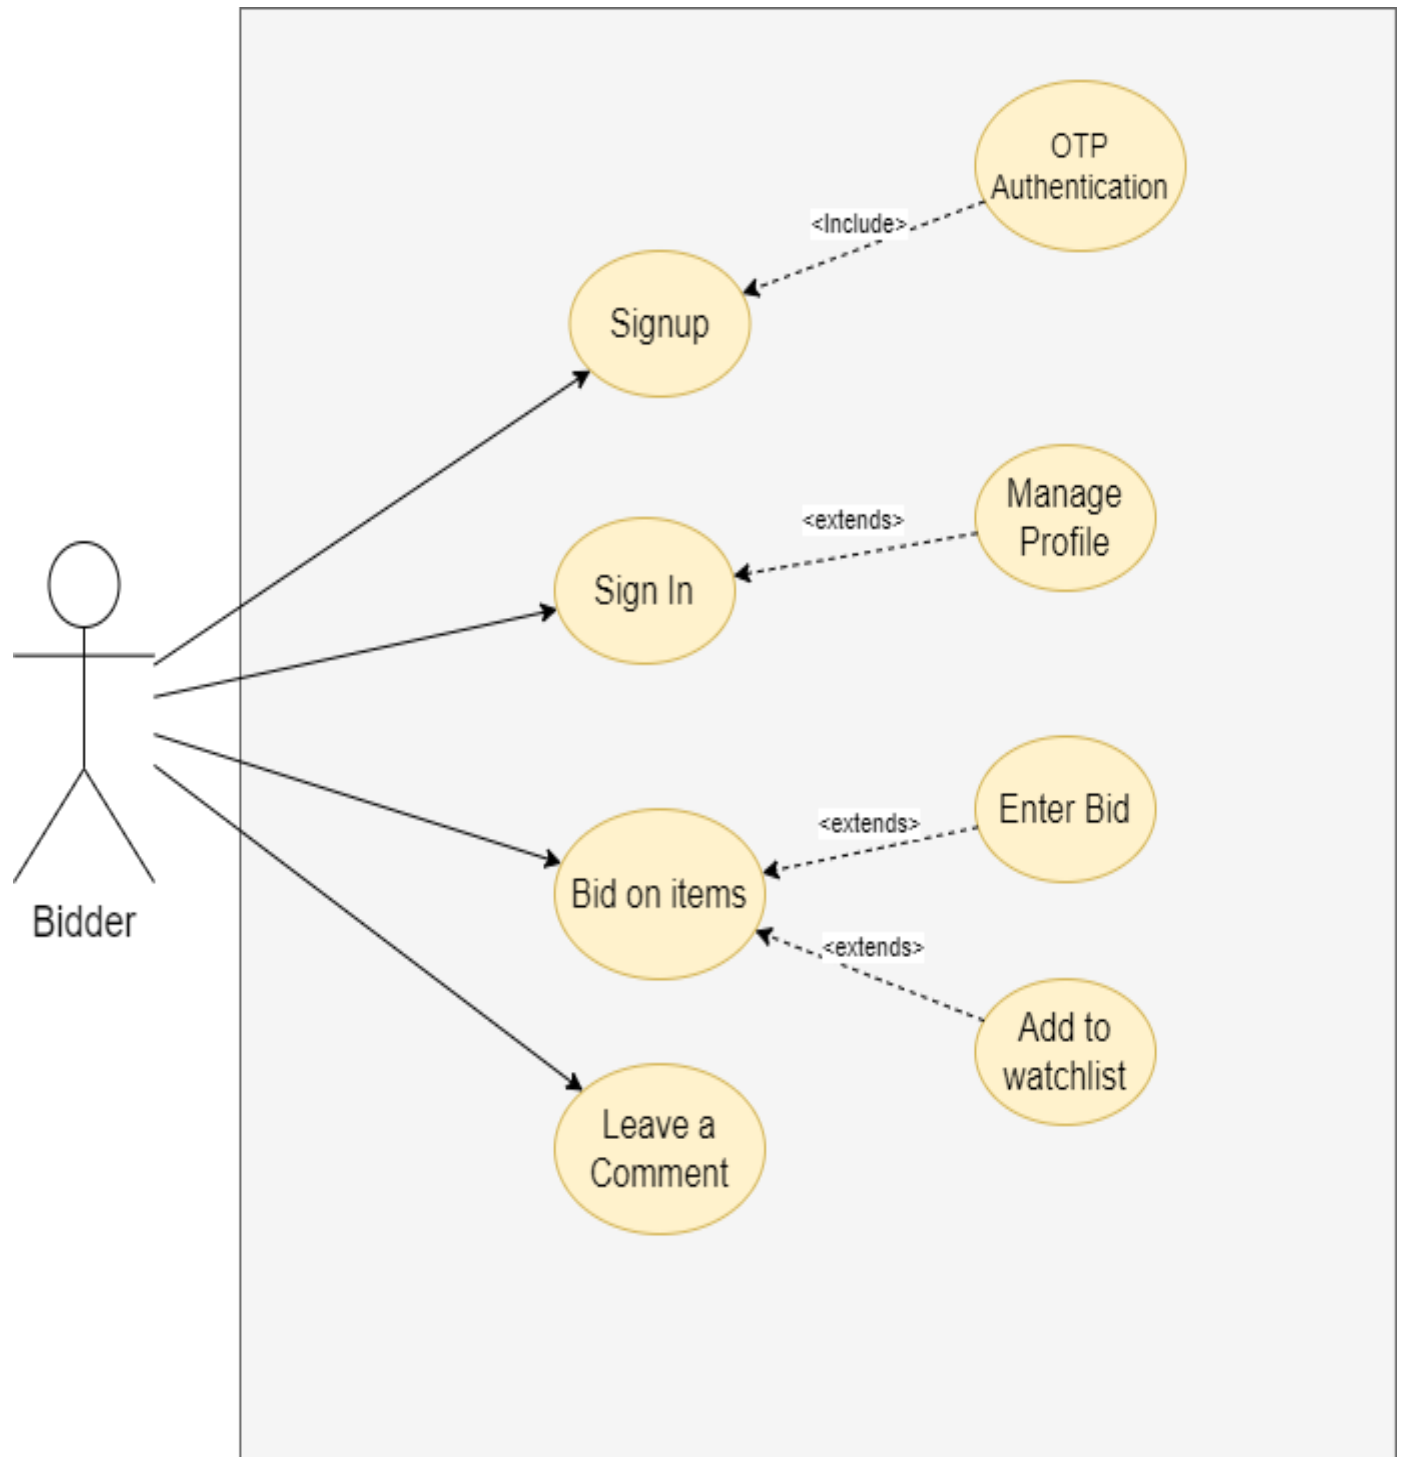 OTP
Authentication
<Include>
Signup
Manage
Profile
<extends>
Sign In
Enter Bid
<extends>
Bid on items
Bidder
<extends>
Add to
watchlist
Leave a
Comment